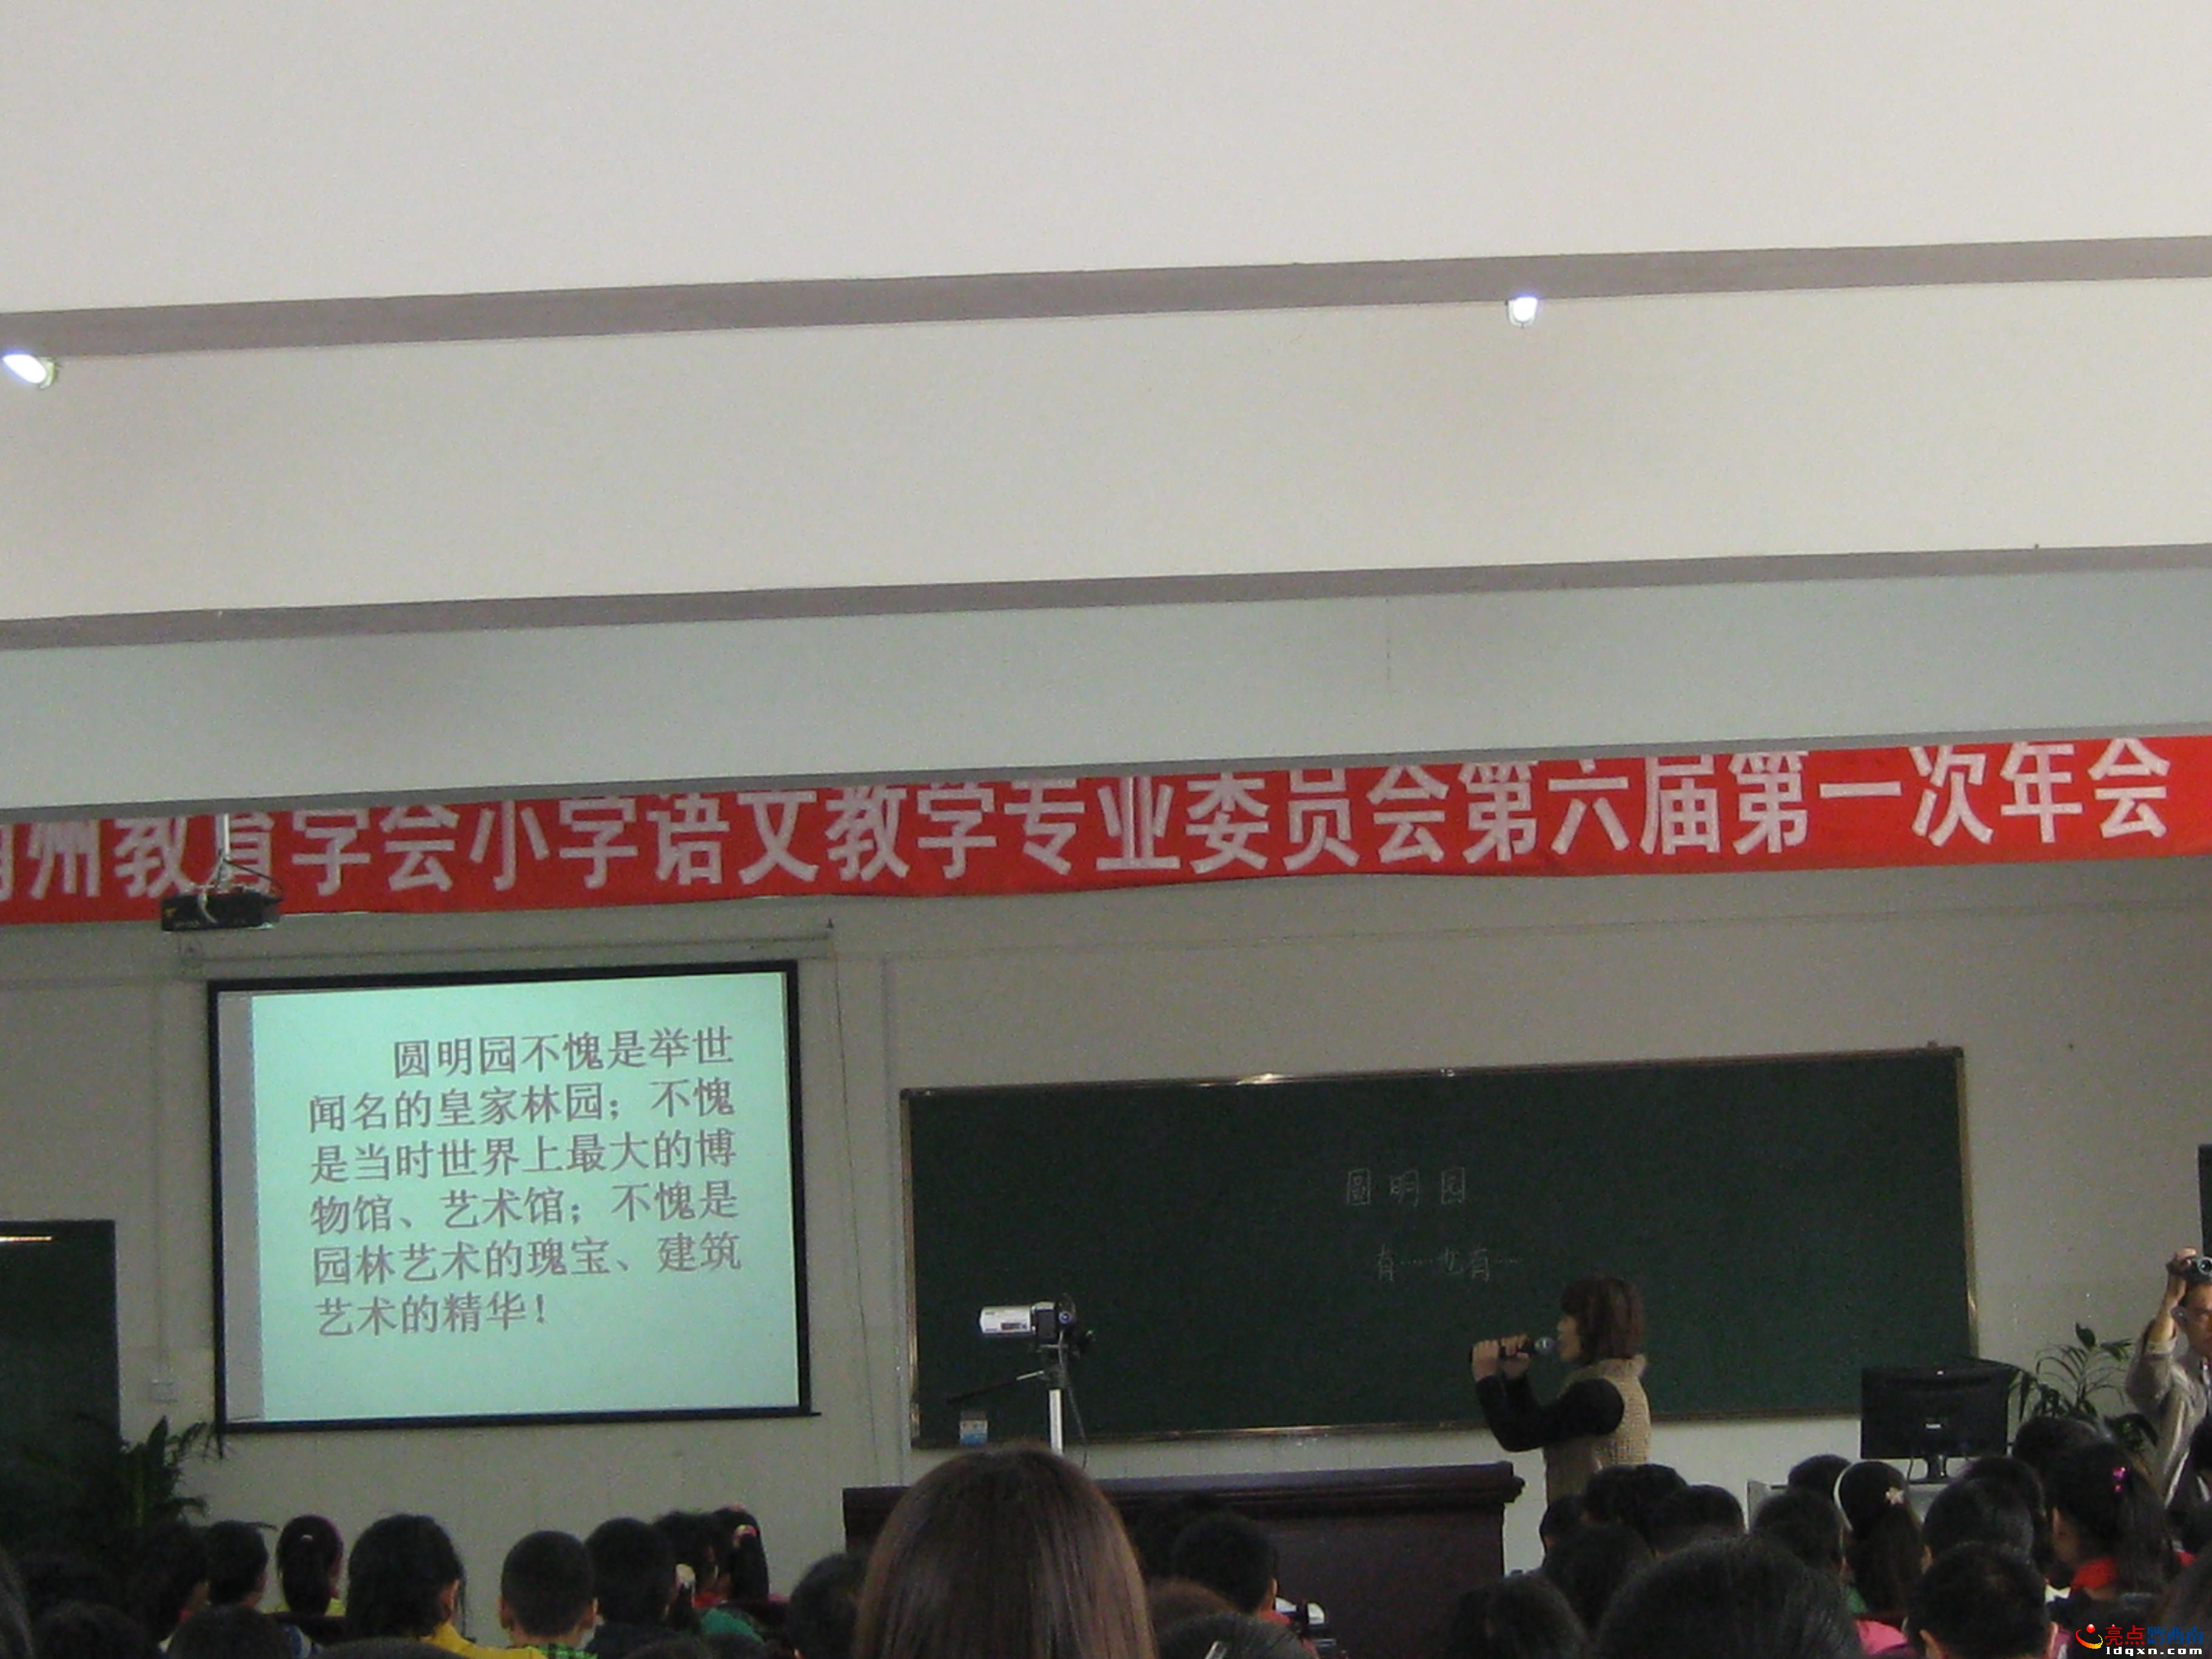 州教育学会小学语文教学专业委员会第六届第一次年会
圆明园不愧是举世
闻名的皇家林园；不愧
是当时世界上最大的博
物馆、艺术馆；不愧是
园林艺术的瑰宝、建筑
艺术的精华！
圆明园
有……也有……
亮点黔西南
ldqxn.com